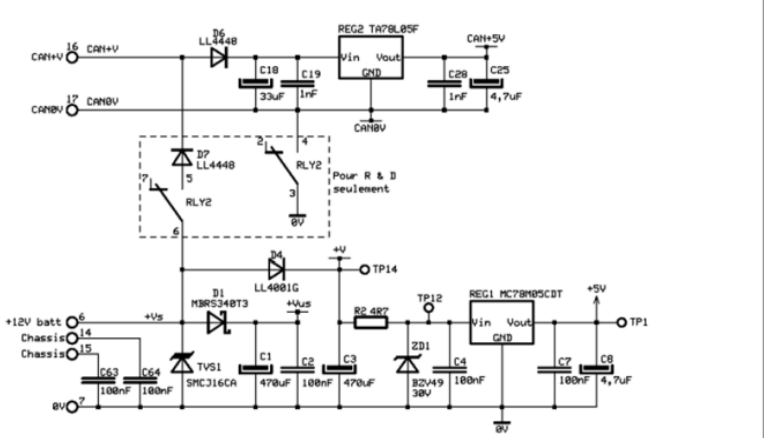 REG2 TA78L05F
D6
LL4448
16
CAN+V
CAN+V
Vin
Vout
GND
CAN+5V
C18
33uF
C19
1nF
C28
1nF
C25
4,7uF
17
CAN0V
CAN0V
CAN0V
D7
LL4448
5
7
RLY2
6
2
4
RLY2
3
0V
Pour R & D
seulement
+V
D4
LL4001G
TP14
D1
MBRS340T3
+Vus
+12V batt
6
+Vs
Chassis
14
Chassis
15
C63
100nF
C64
100nF
TVS1
SMCJ16CA
C1
470uF
C2
100nF
C3
470uF
R2 4R7
TP12
ZD1
BZV49
30V
C4
100nF
REG1 MC78M05CDT
Vin
Vout
GND
+5V
TP1
C7
100nF
C8
4,7uF
0V
7
0V